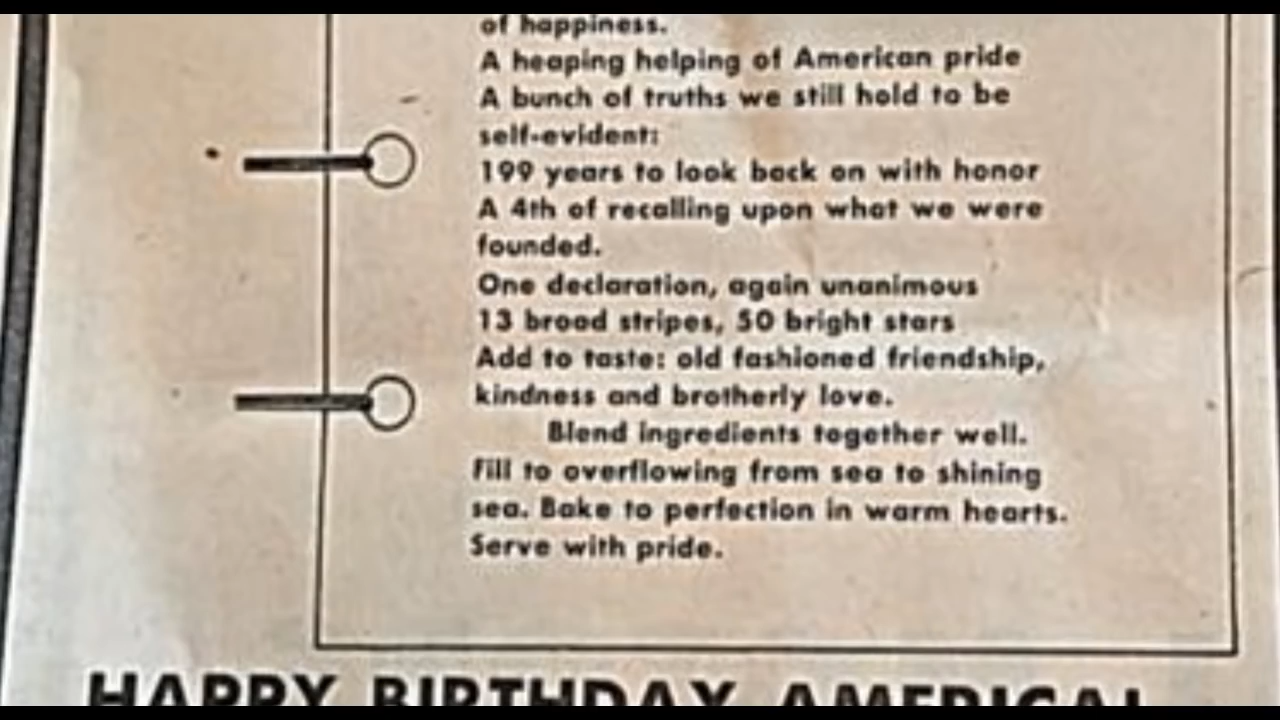 of happiness.
A heaping helping of American pride
A bunch of truths we still hold to be
self-evident:
199 years to look back on with honor
A 4th of recalling upon what we were
founded.
One declaration, again unanimous
13 broad stripes, 50 bright stars
Add to taste: old fashioned friendship,
kindness and brotherly love.
Blend ingredients together well.
Fill to overflowing from sea to shining
sea. Bake to perfection in warm hearts.
Serve with pride.
HAPPY BIRTHDAY AMERICA!